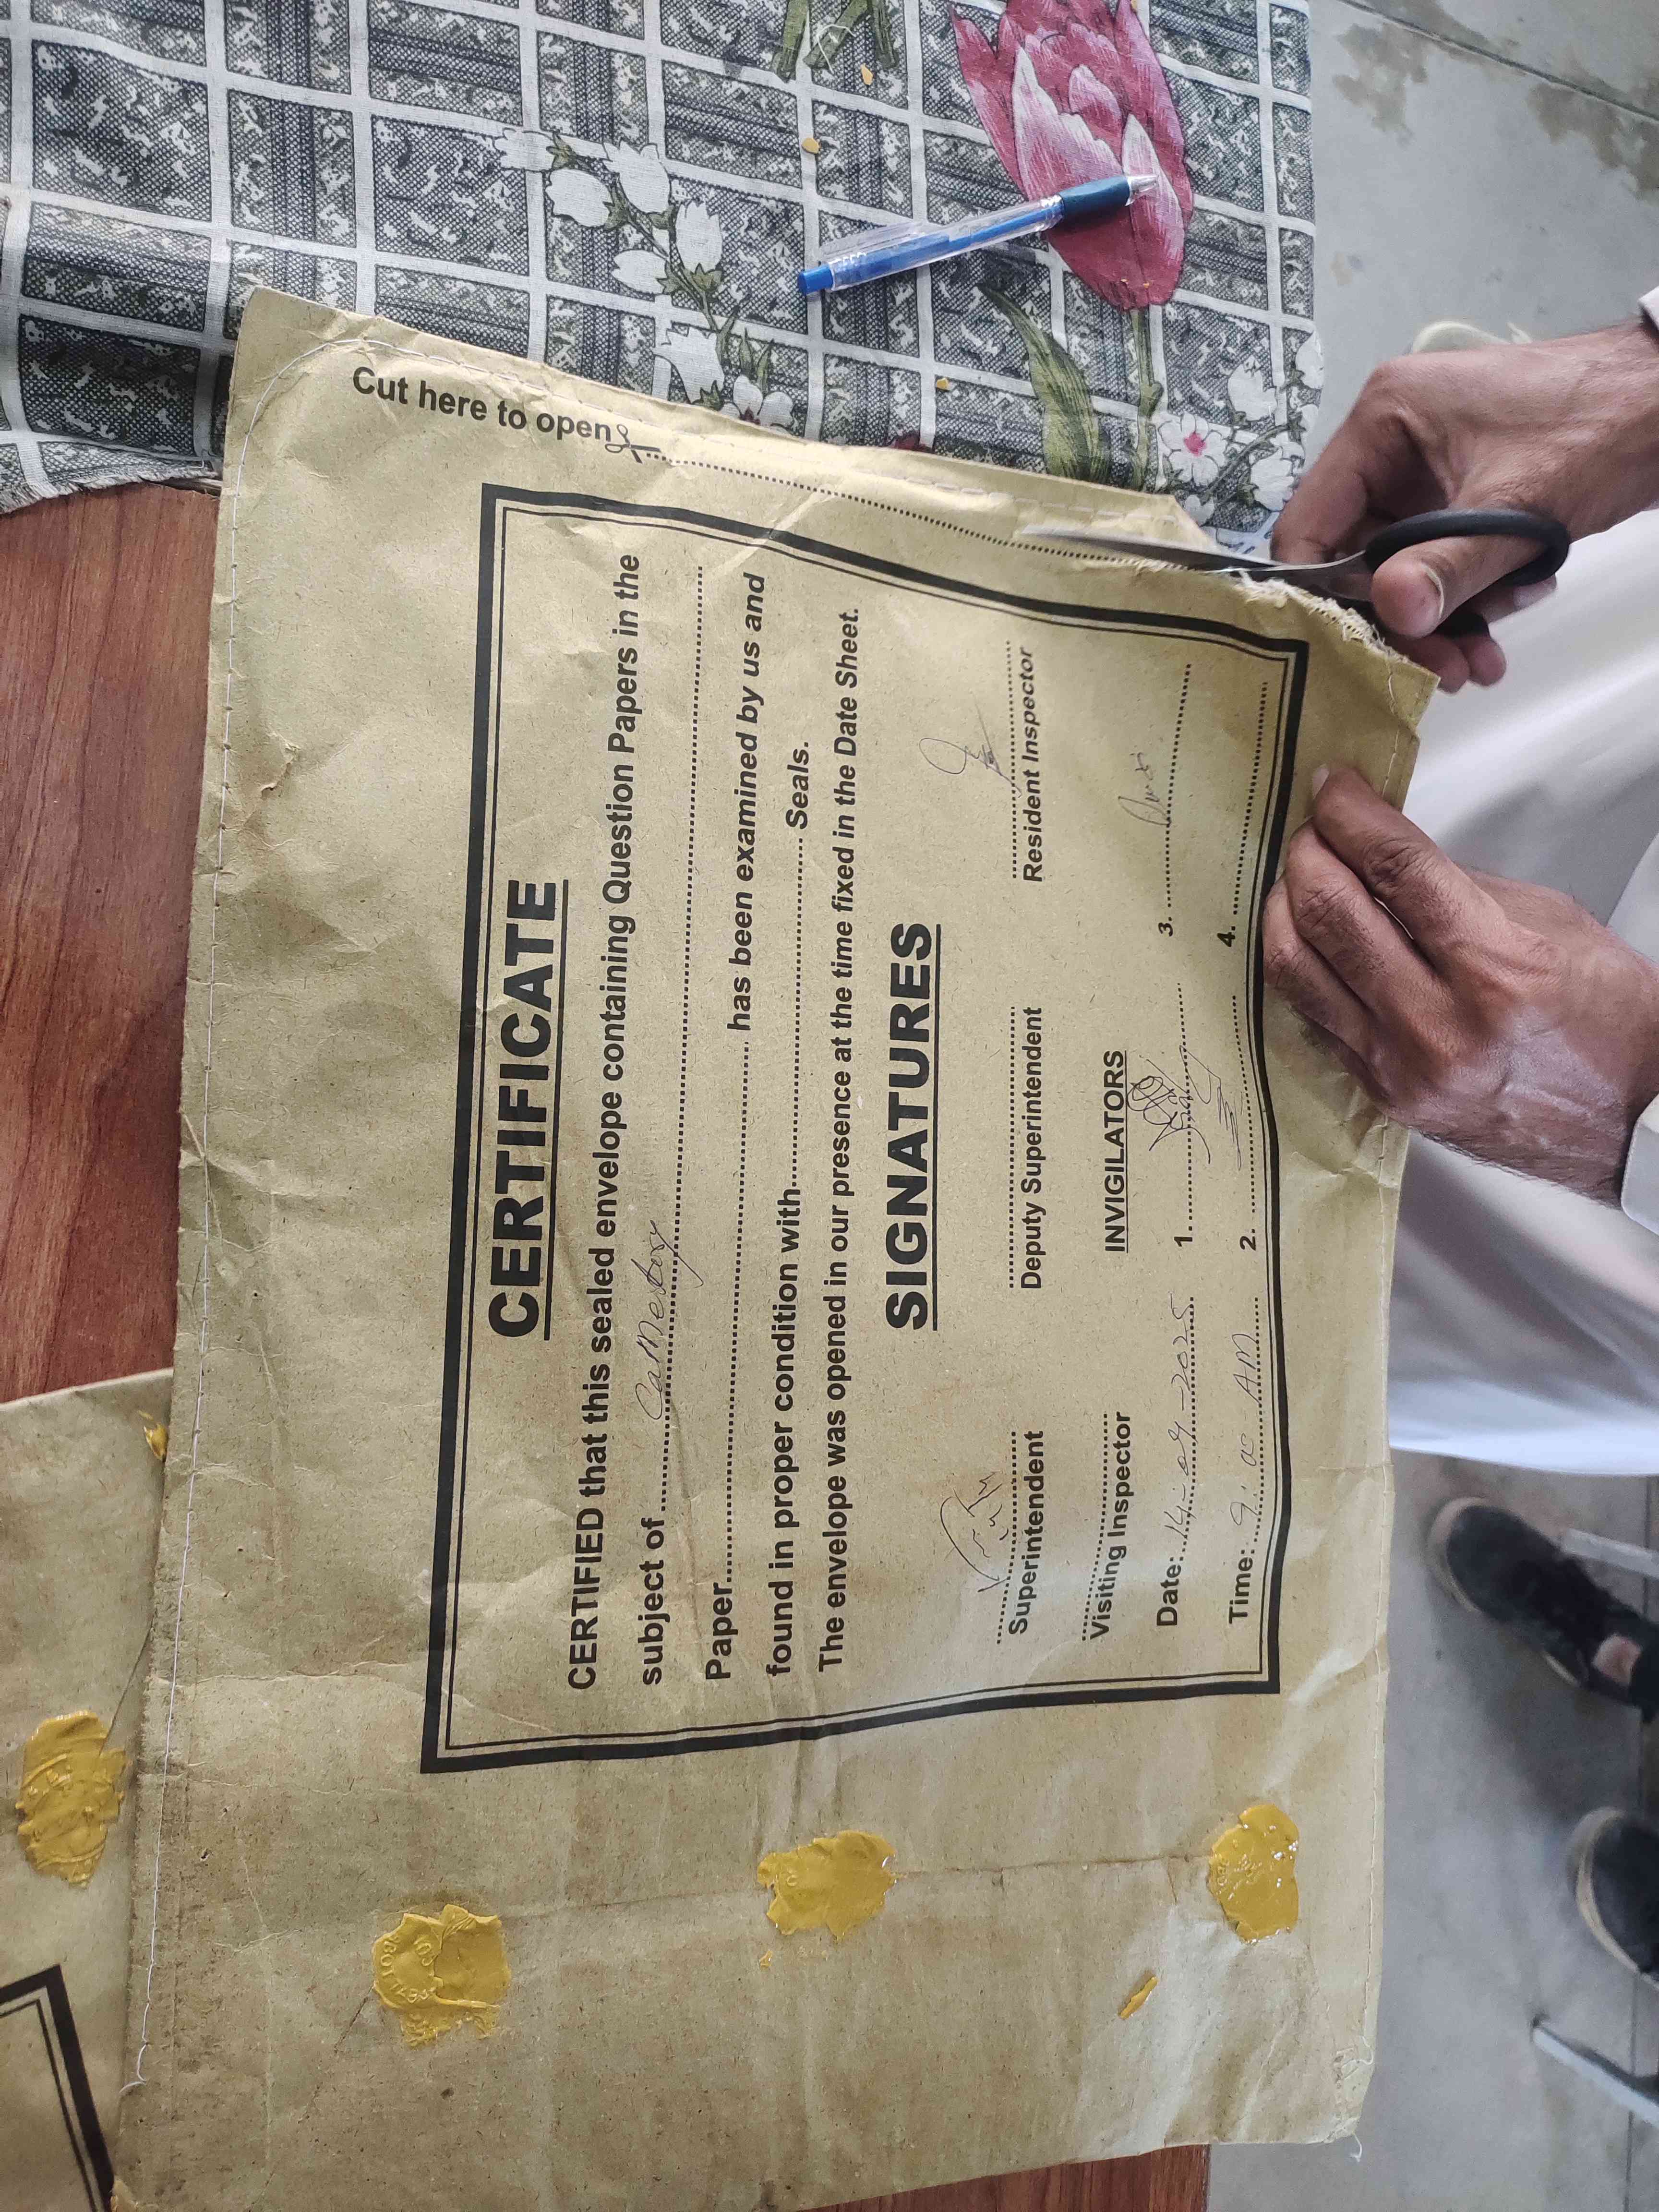 Cut here to open
CERTIFICATE
CERTIFIED that this sealed envelope containing Question Papers in the
subject of
Paper has been examined by us and
found in proper condition with Seals.
The envelope was opened in our presence at the time fixed in the Date Sheet.
SIGNATURES
Superintendent Deputy Superintendent Resident Inspector
Visiting Inspector INVIGILATORS
Date: 14-04-2025 1. 3.
Time: 9:00 AM 2. 4.